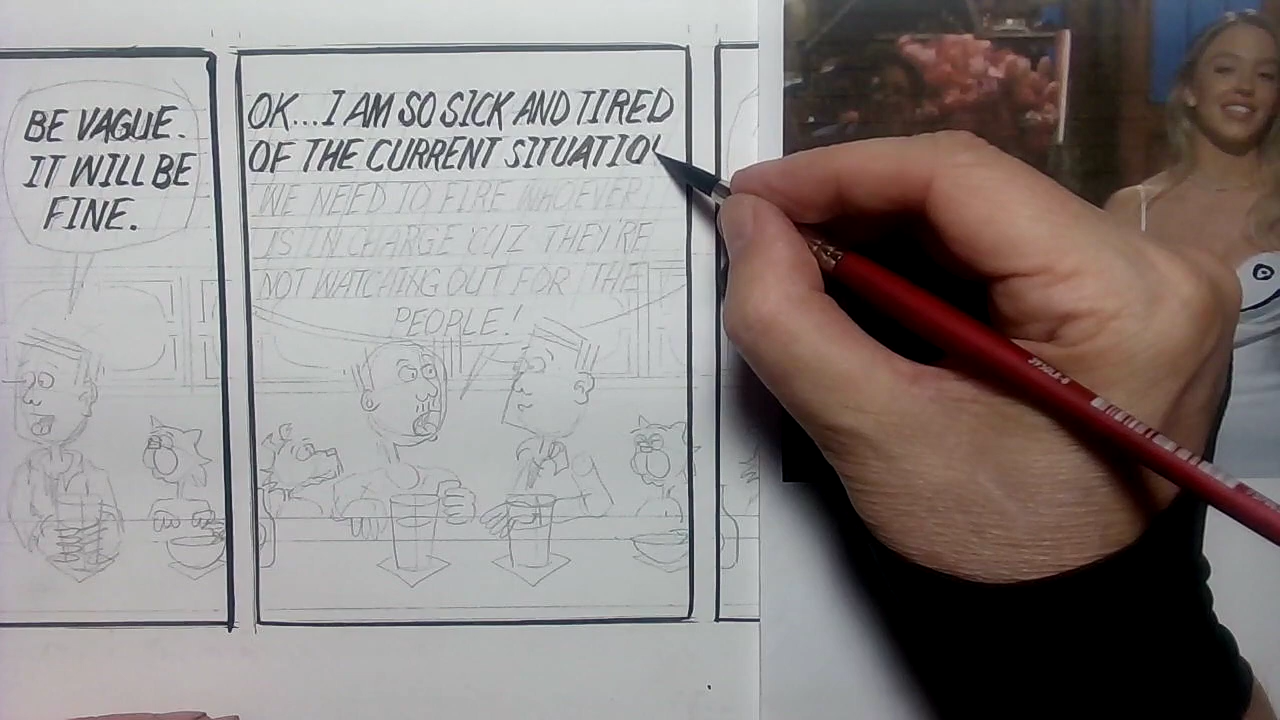 BE VAGUE.
IT WILL BE
FINE.
OK...I AM SO SICK AND TIRED
OF THE CURRENT SITUATIO
WE NEED TO FIRE WHOEVER
IS IN CHARGE CUZ THEY'RE
NOT WATCHING OUT FOR THE
PEOPLE!